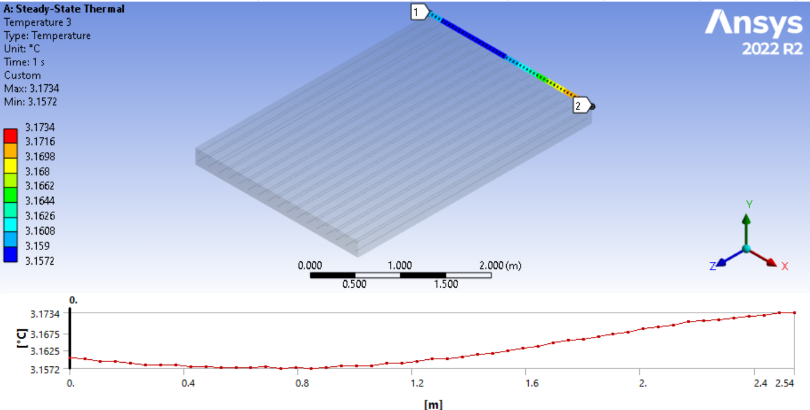 A: Steady-State Thermal
Temperature 3
Type: Temperature
Unit: °C
Time: 1 s
Custom
Max: 3.1734
Min: 3.1572
3.1734
3.1716
3.1698
3.168
3.1662
3.1644
3.1626
3.1608
3.159
3.1572
1
2
Ansys
2022 R2
0.000 1.000 2.000 (m)
0.500 1.500
Y
Z X
0.
3.1734
3.1675
3.1625
3.1572
[°C]
0. 0.4 0.8 1.2 1.6 2. 2.4 2.54
[m]